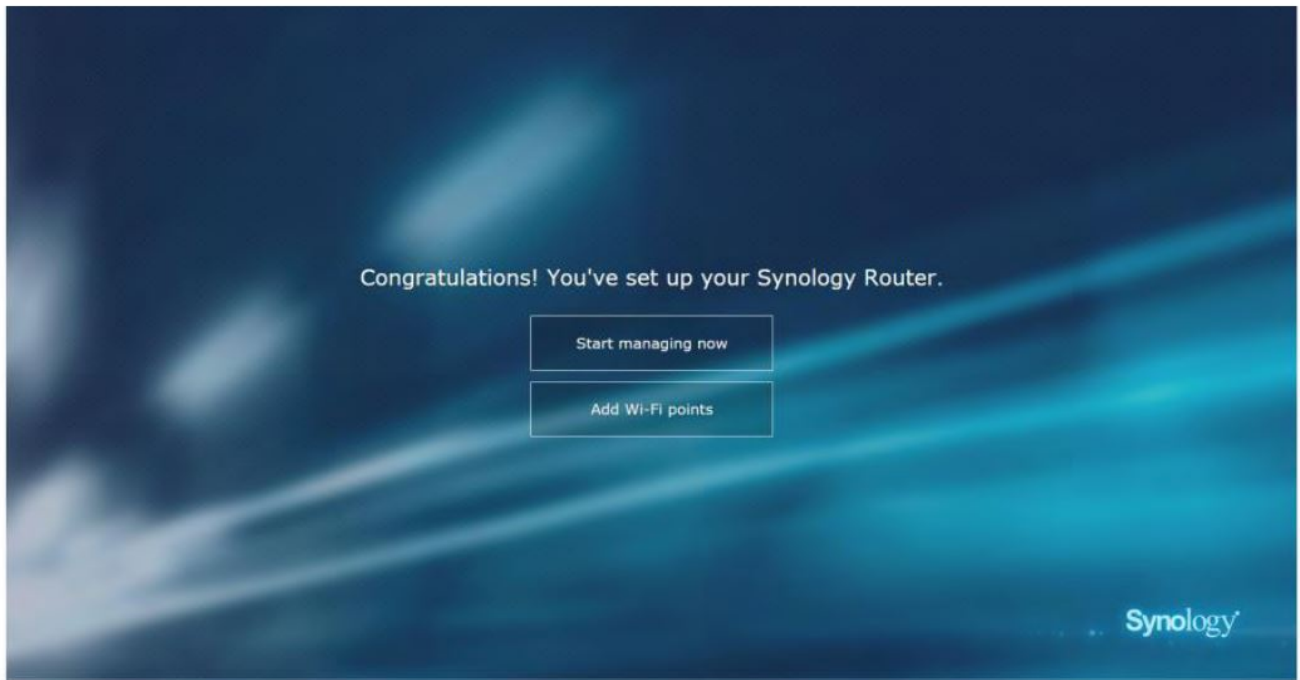 Congratulations! You've set up your Synology Router.
Start managing now
Add Wi-Fi points
Synology